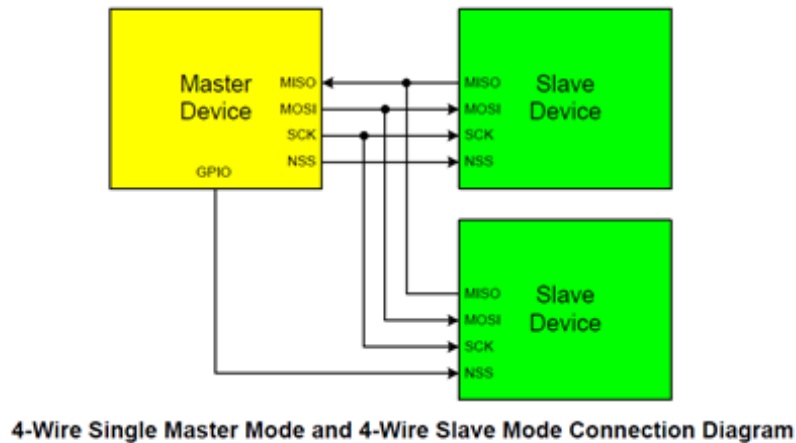 Master
Device
MISO
MOSI
SCK
NSS
GPIO
MISO
MOSI
SCK
NSS
Slave
Device
MISO
MOSI
SCK
NSS
Slave
Device
4-Wire Single Master Mode and 4-Wire Slave Mode Connection Diagram